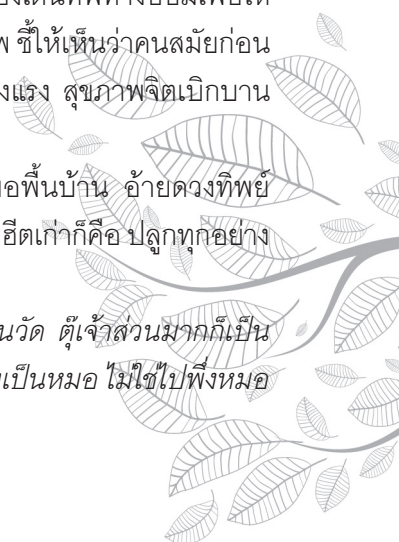 ชี้ให้เห็นว่าคนสมัยก่อน
สุขภาพจิตเบิกบาน
อพื้นบ้าน อ้ายดวงทิพย์
ฮีตเก่าก็คือ ปลูกทุกอย่าง
นวัด ตุ๊เจ้าส่วนมากก็เป็น
เป็นหมอ ไม่ใช่ไปพึ่งหมอ